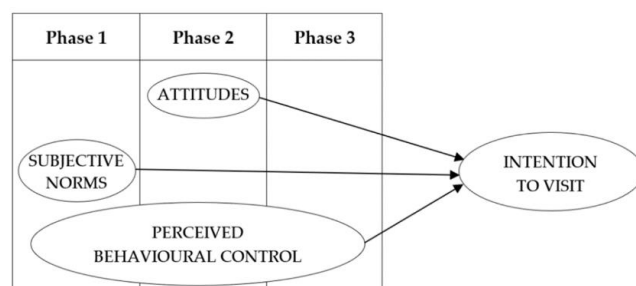 Phase 1 Phase 2 Phase 3
ATTITUDES
SUBJECTIVE
NORMS
INTENTION
TO VISIT
PERCEIVED
BEHAVIOURAL CONTROL